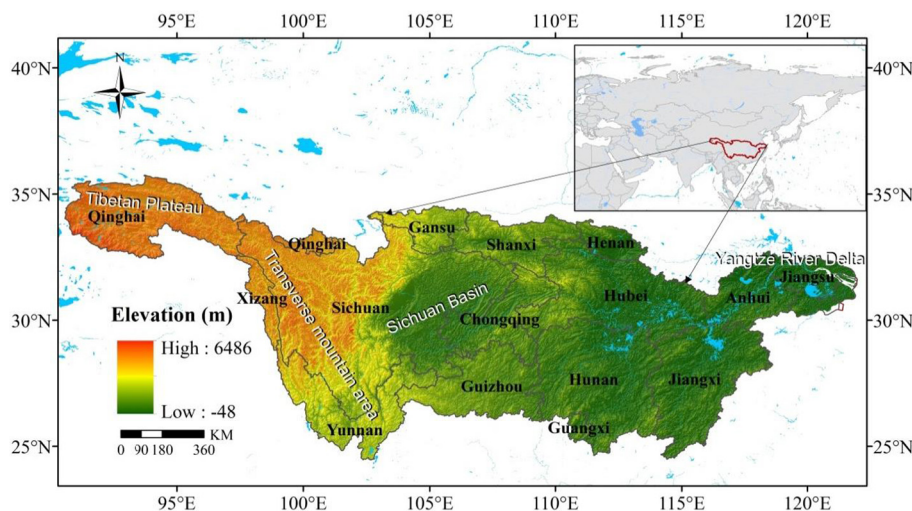 95°E 100°E 105°E 110°E 115°E 120°E
40°N 40°N
N
35°N 35°N
Tibetan Plateau
Qinghai
Gansu
Qinghai
Shanxi
Henan
Yangtze River Delta
Jiangsu
Transverse mountain area
Xizang
Sichuan
Sichuan Basin
Hubei
Anhui
Elevation (m)
30°N 30°N
Chongqing
High : 6486
Guizhou
Hunan
Jiangxi
Low : -48
Yunnan
Guangxi
KM
0 90 180 360
25°N 25°N
95°E 100°E 105°E 110°E 115°E 120°E